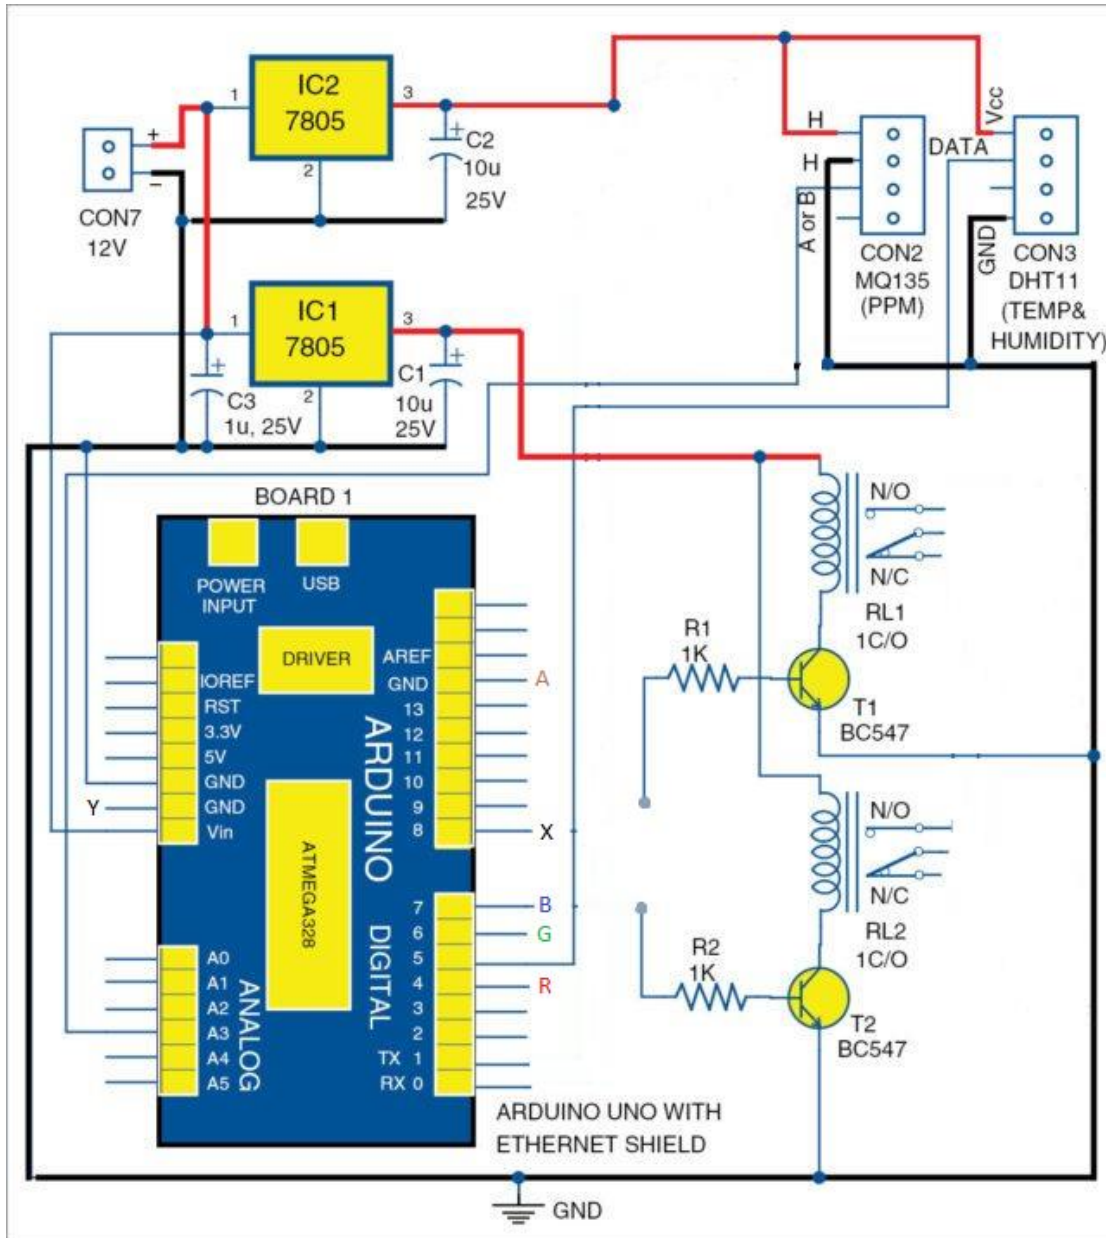 IC2
7805
1
3
2
+
C2
10u
25V
+
−
CON7
12V
H
H
A or B
DATA
Vcc
GND
CON2
MQ135
(PPM)
CON3
DHT11
(TEMP&
HUMIDITY)
IC1
7805
1
3
2
+
C3
1u, 25V
+
C1
10u
25V
BOARD 1
POWER
INPUT
USB
DRIVER
IOREF
RST
3.3V
5V
GND
GND
Vin
Y
AREF
GND
13
12
11
10
9
8
A
X
ARDUINO
ATMEGA328
7
6
5
4
3
2
TX 1
RX 0
B
G
R
DIGITAL
A0
A1
A2
A3
A4
A5
ANALOG
ARDUINO UNO WITH
ETHERNET SHIELD
R1
1K
N/O
N/C
RL1
1C/O
T1
BC547
N/O
N/C
RL2
1C/O
R2
1K
T2
BC547
GND